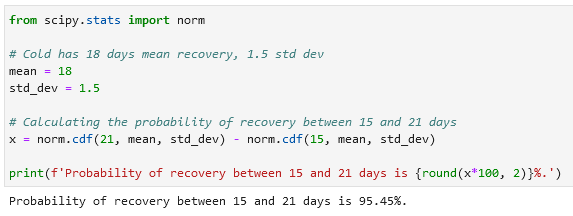 from scipy.stats import norm
# Cold has 18 days mean recovery, 1.5 std dev
mean = 18
std_dev = 1.5
# Calculating the probability of recovery between 15 and 21 days
x = norm.cdf(21, mean, std_dev) - norm.cdf(15, mean, std_dev)
print(f'Probability of recovery between 15 and 21 days is {round(x*100, 2)}%.')
Probability of recovery between 15 and 21 days is 95.45%.